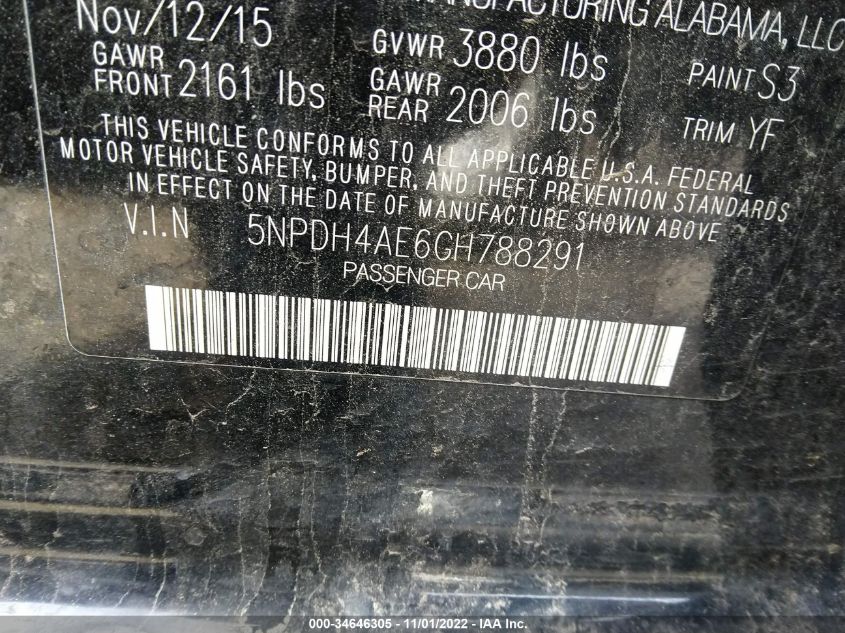 MANUFACTURING ALABAMA, LLC
Nov/12/15 GVWR 3880 lbs PAINT S3
GAWR FRONT 2161 lbs GAWR REAR 2006 lbs TRIM YF
THIS VEHICLE CONFORMS TO ALL APPLICABLE U.S.A. FEDERAL
MOTOR VEHICLE SAFETY, BUMPER, AND THEFT PREVENTION STANDARDS
IN EFFECT ON THE DATE OF MANUFACTURE SHOWN ABOVE
V.I.N 5NPDH4AE6GH788291
PASSENGER CAR
000-34646305 - 11/01/2022 - IAA Inc.